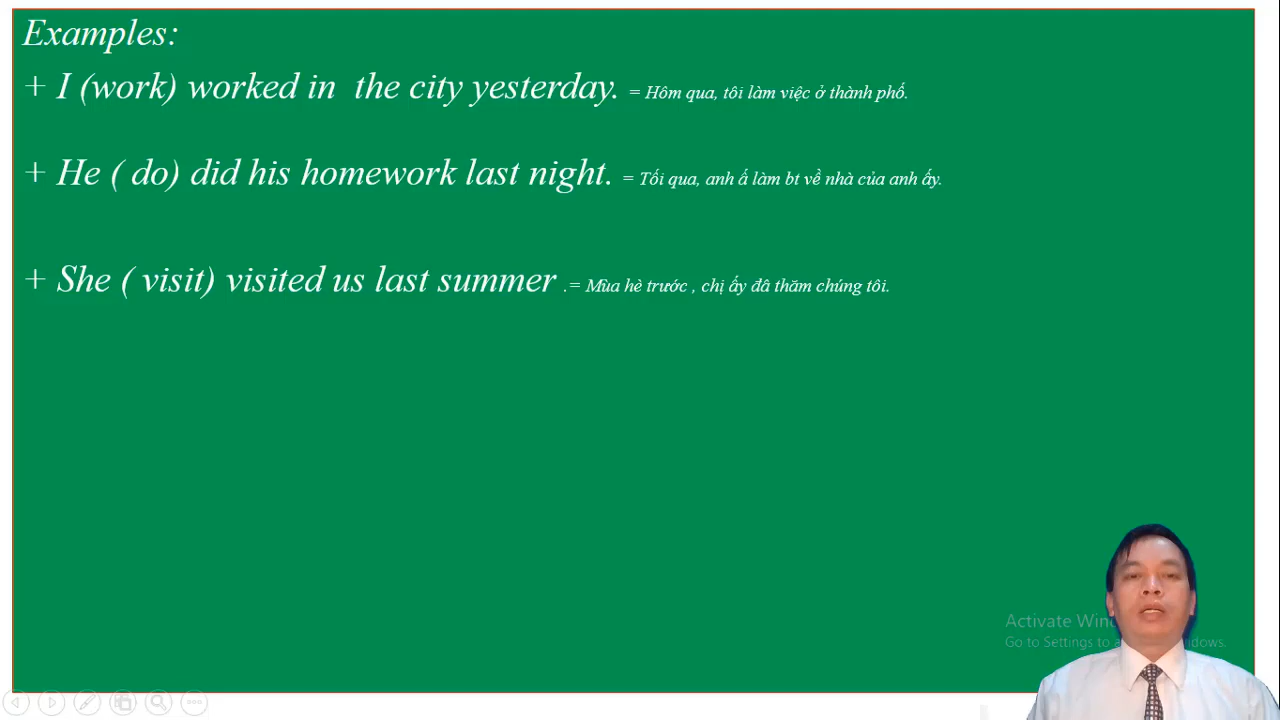 Examples:
+ I (work) worked in the city yesterday. = Hôm qua, tôi làm việc ở thành phố.
+ He ( do) did his homework last night. = Tối qua, anh ấ làm bt về nhà của anh ấy.
+ She ( visit) visited us last summer .= Mùa hè trước , chị ấy đã thăm chúng tôi.
Activate Win
Go to Settings to a dows.